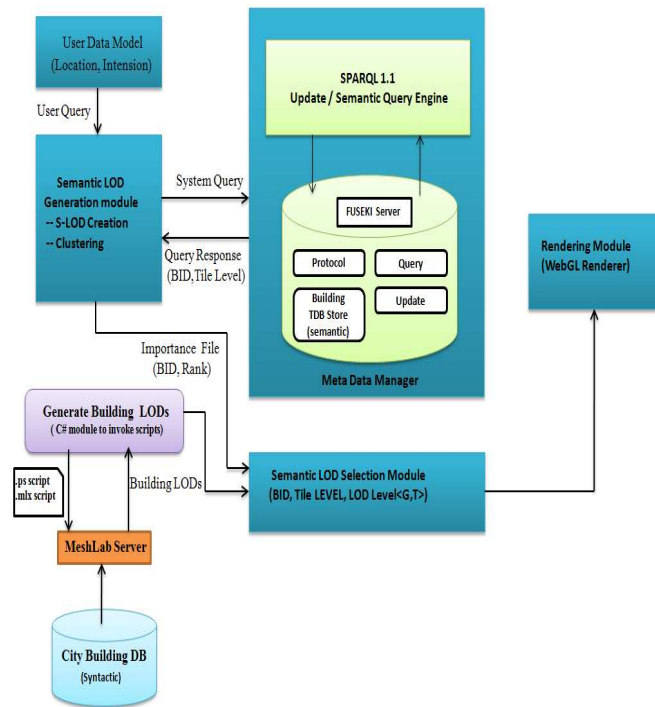 User Data Model
(Location, Intension)
User Query
SPARQL 1.1
Update / Semantic Query Engine
Semantic LOD
Generation module
-- S-LOD Creation
-- Clustering
System Query
Query Response
(BID,Tile Level)
FUSEKI Server
Protocol
Query
Building
TDB Store
(semantic)
Update
Meta Data Manager
Rendering Module
(WebGL Renderer)
Importance File
(BID, Rank)
Generate Building LODs
( C# module to invoke scripts)
.ps script
.mlx script
Building LODs
Semantic LOD Selection Module
(BID, Tile LEVEL, LOD Level<G,T>)
MeshLab Server
City Building DB
(Syntactic)